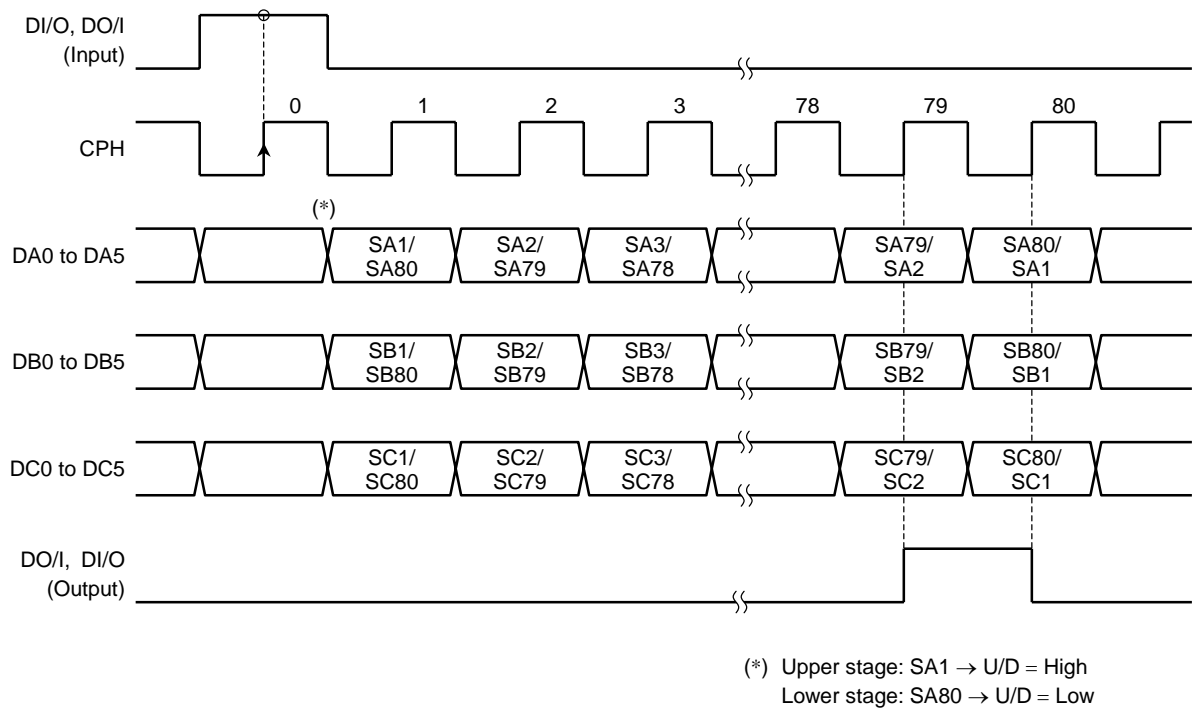 DI/O, DO/I
(Input)
0 1 2 3 78 79 80
CPH
(*)
DA0 to DA5
SA1/ SA2/ SA3/ SA79/ SA80/
SA80 SA79 SA78 SA2 SA1
DB0 to DB5
SB1/ SB2/ SB3/ SB79/ SB80/
SB80 SB79 SB78 SB2 SB1
DC0 to DC5
SC1/ SC2/ SC3/ SC79/ SC80/
SC80 SC79 SC78 SC2 SC1
DO/I, DI/O
(Output)
(*) Upper stage: SA1 → U/D = High
Lower stage: SA80 → U/D = Low